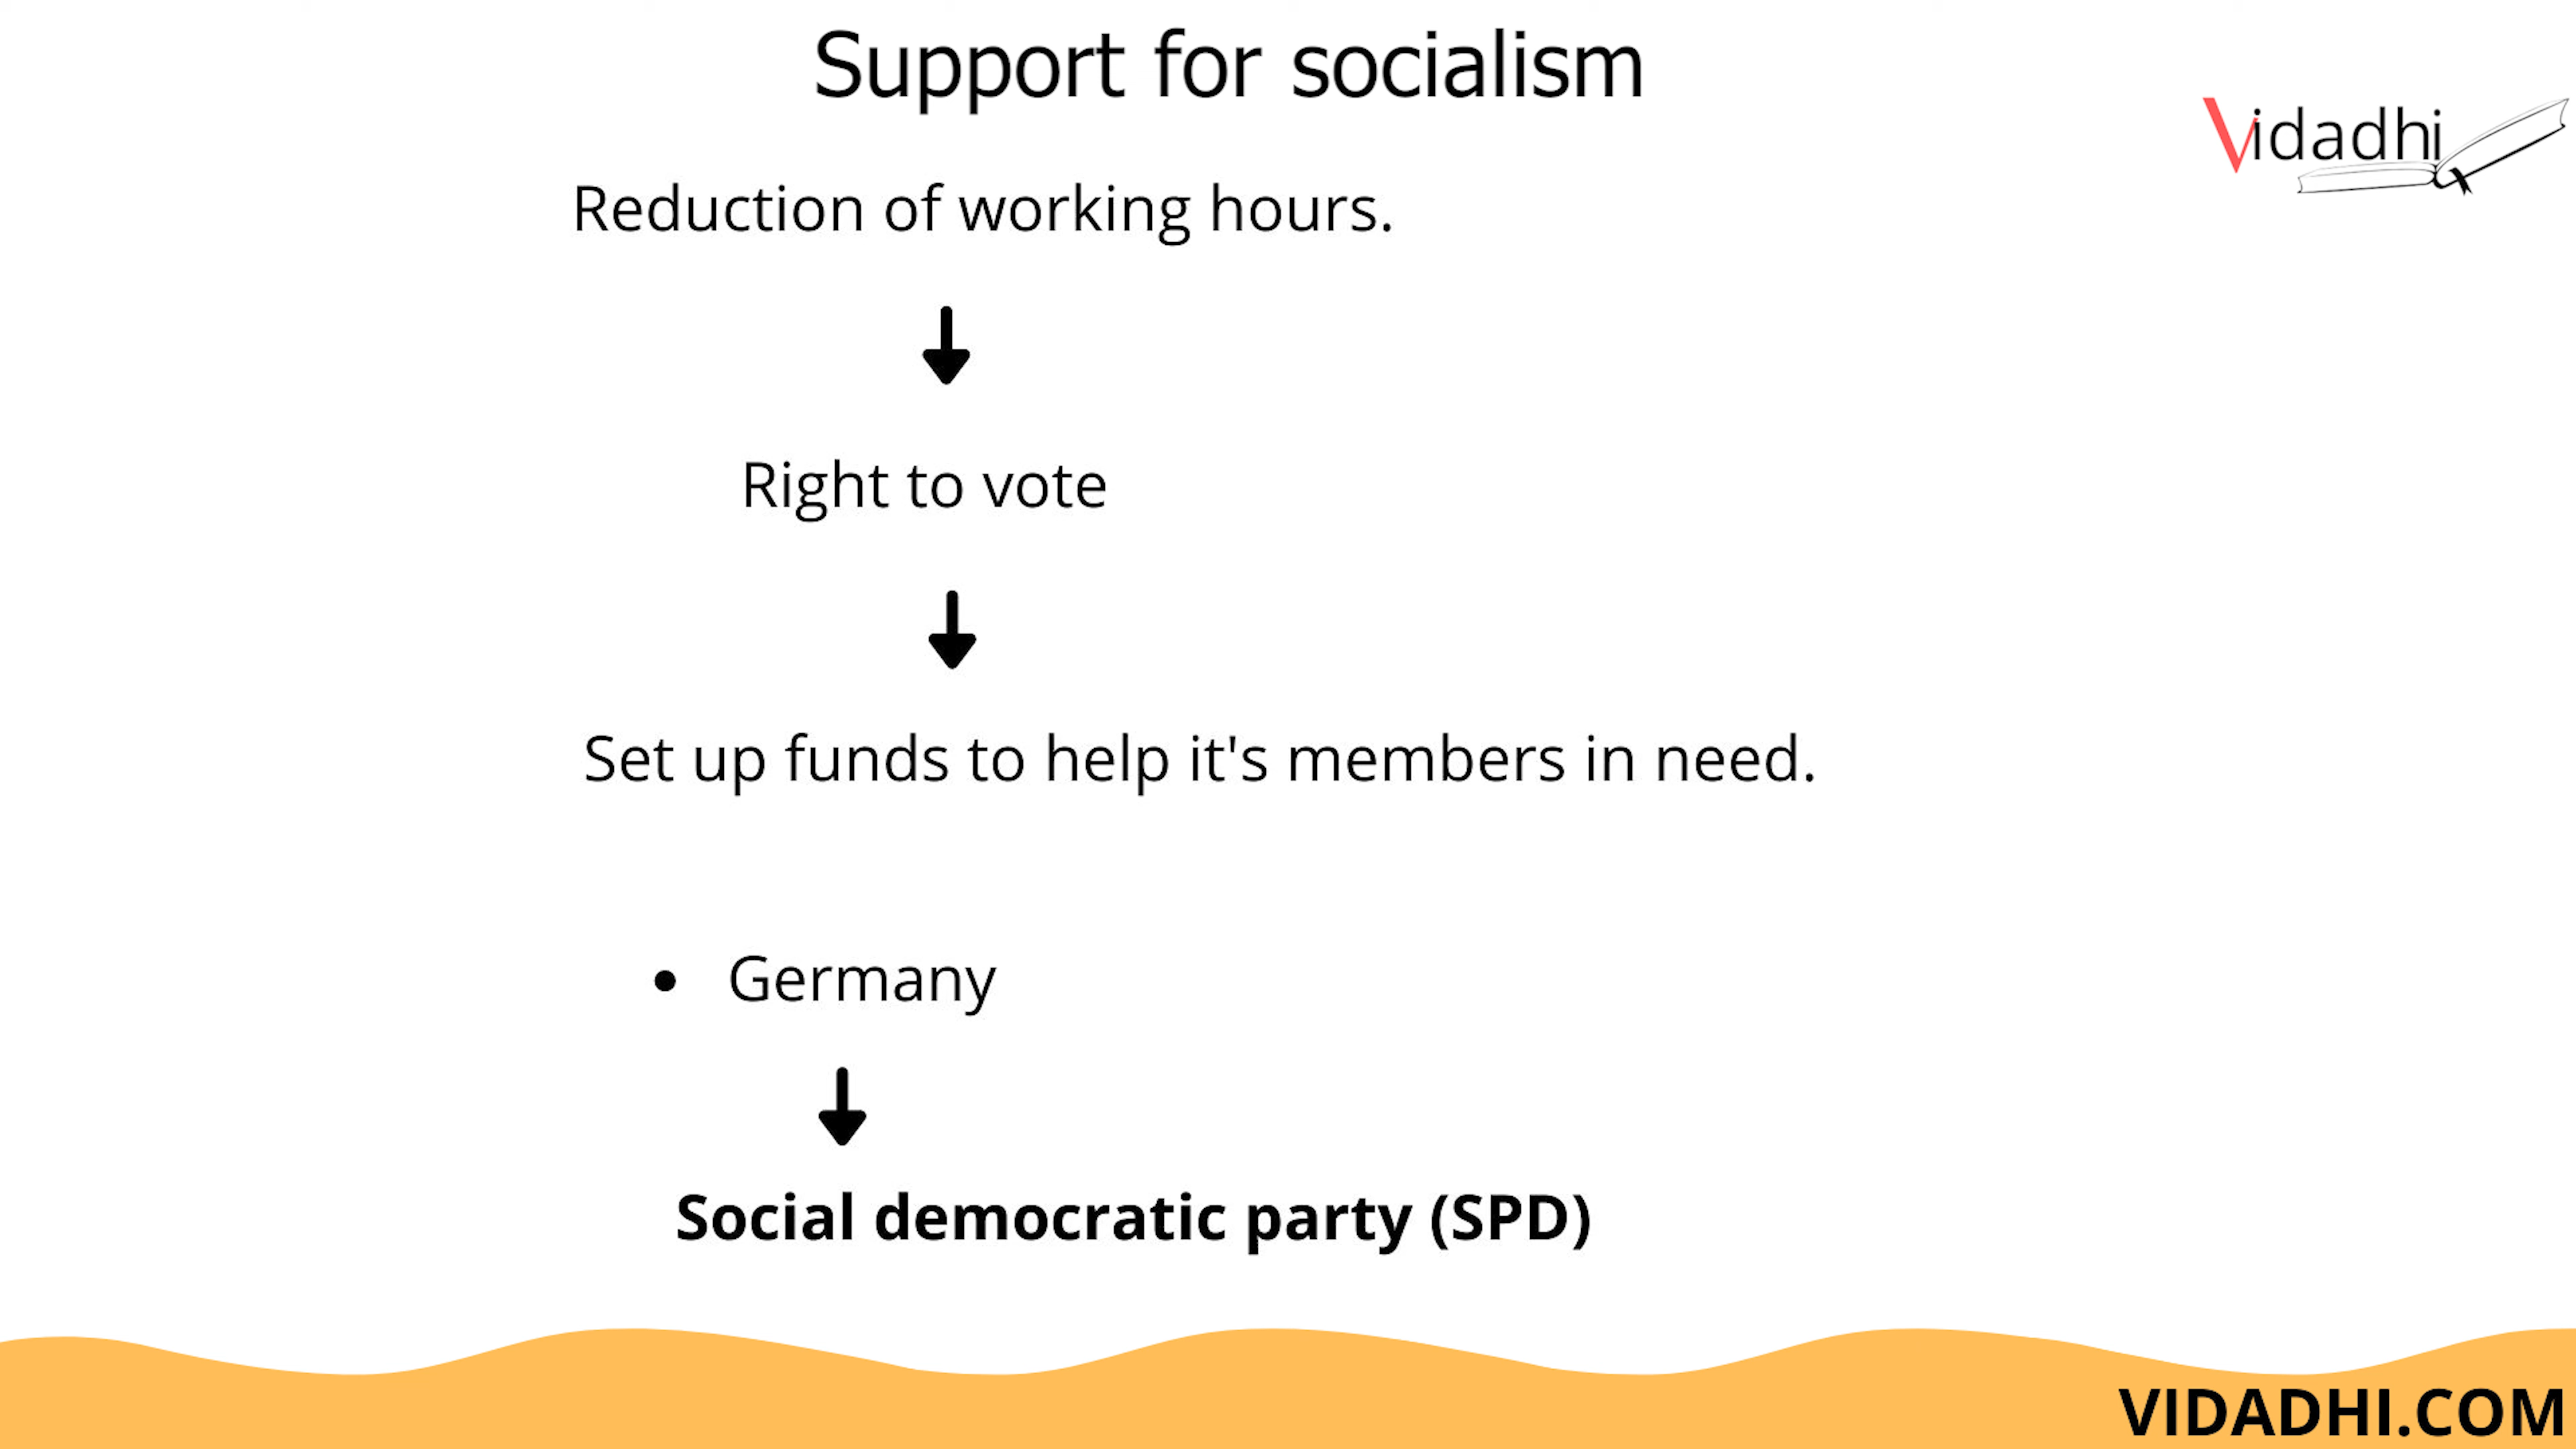 Support for socialism
Vidadhi
Reduction of working hours.
Right to vote
Set up funds to help it's members in need.
• Germany
Social democratic party (SPD)
VIDADHI.COM